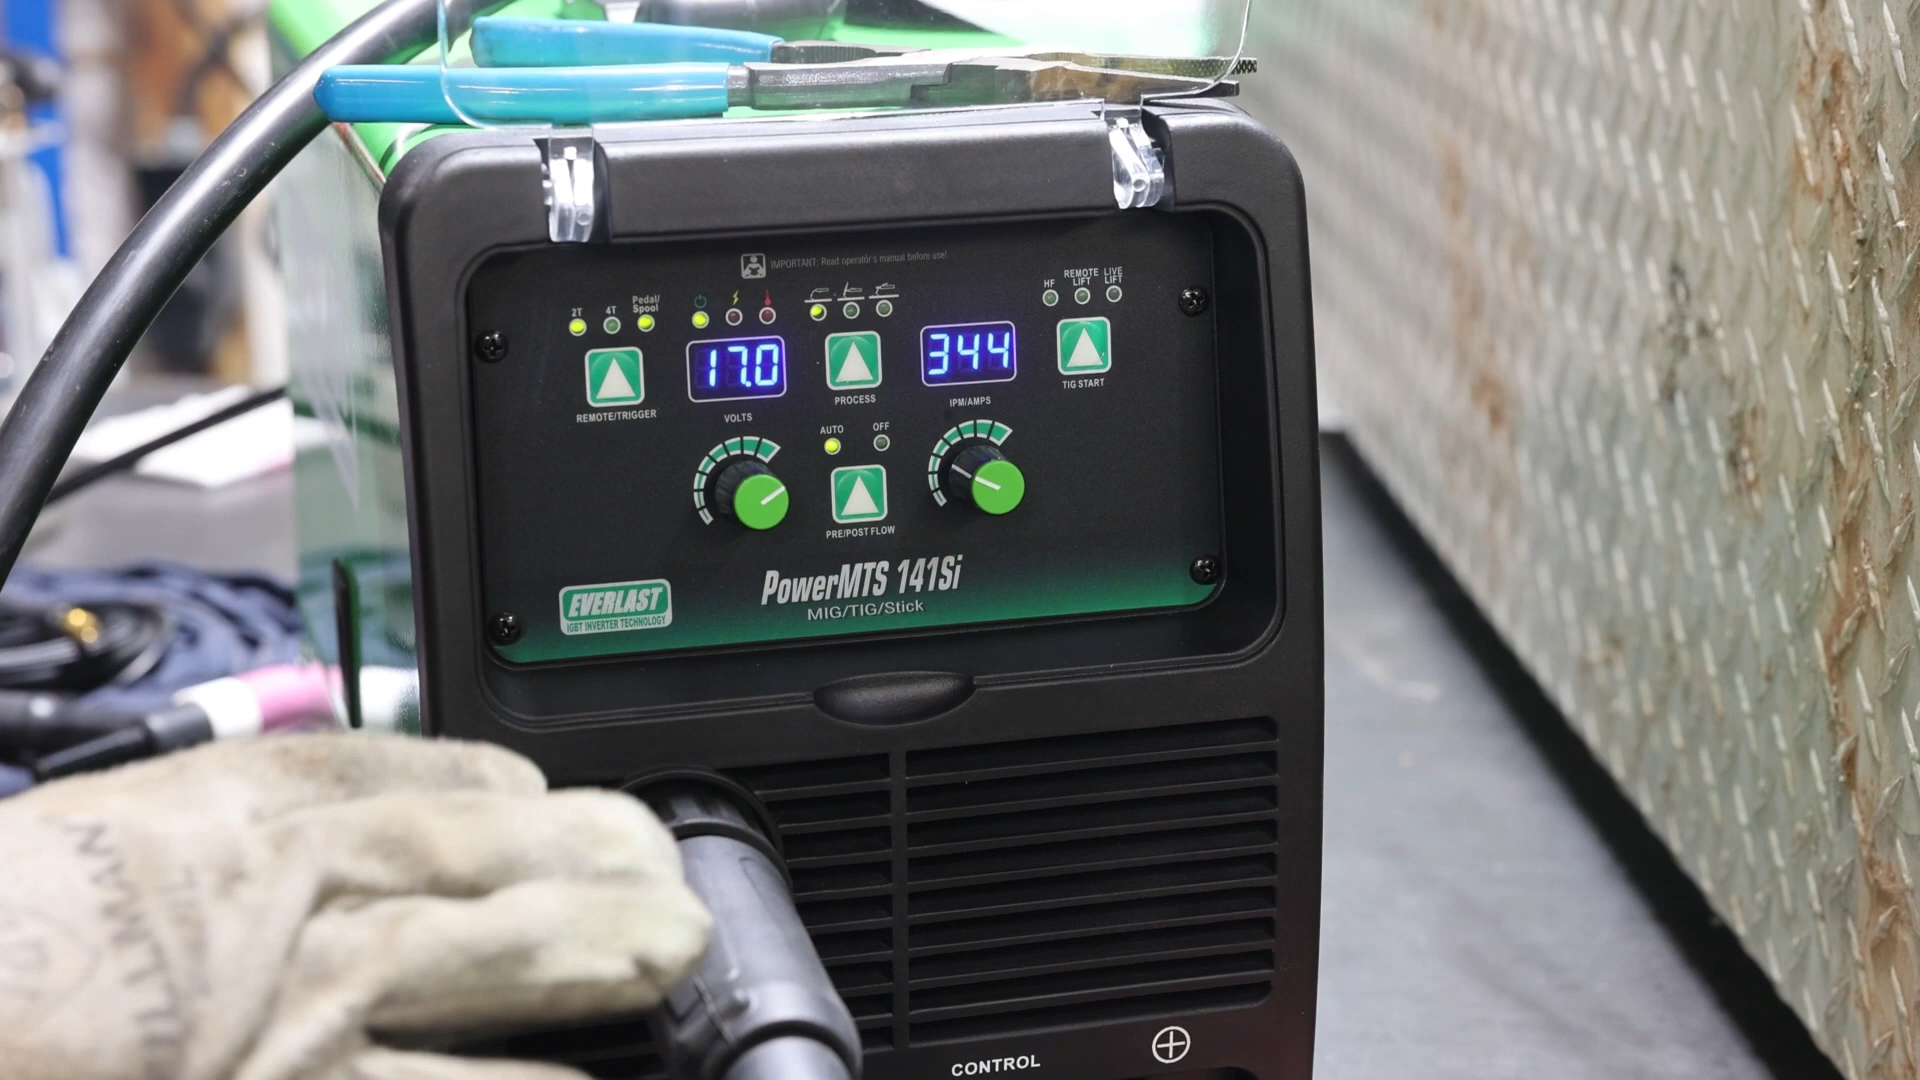 IMPORTANT: Read operator's manual before use!
2T
4T
Pedal/
Spool
HF
REMOTE
LIFT
LIVE
LIFT
17.0
344
REMOTE/TRIGGER
VOLTS
PROCESS
IPM/AMPS
TIG START
AUTO
OFF
PRE/POST FLOW
EVERLAST
IGBT INVERTER TECHNOLOGY
PowerMTS 141Si
MIG/TIG/Stick
CONTROL